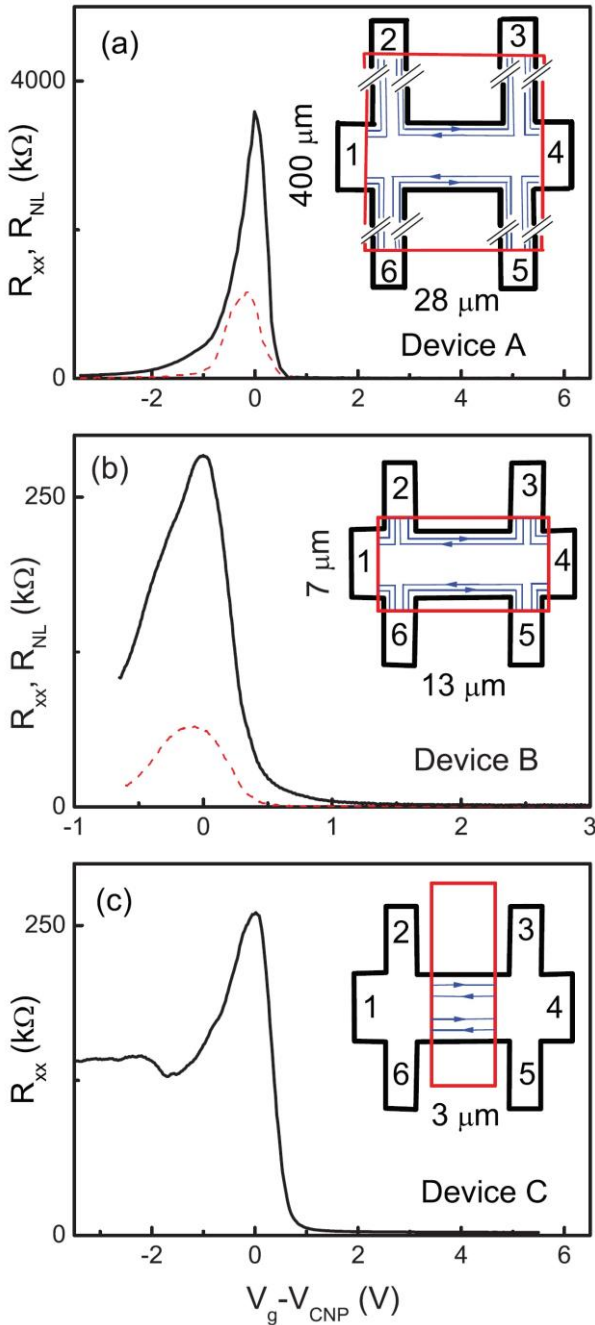 (a)
2
3
4000
1
400 μm
4
6
5
28 μm
R_xx, R_NL (kΩ)
Device A
0
-2
0
2
4
6
(b)
2
3
250
1
7 μm
4
6
5
13 μm
R_xx, R_NL (kΩ)
Device B
0
-1
0
1
2
3
(c)
2
3
250
1
4
6
5
3 μm
R_xx (kΩ)
Device C
0
-2
0
2
4
6
V_g-V_CNP (V)